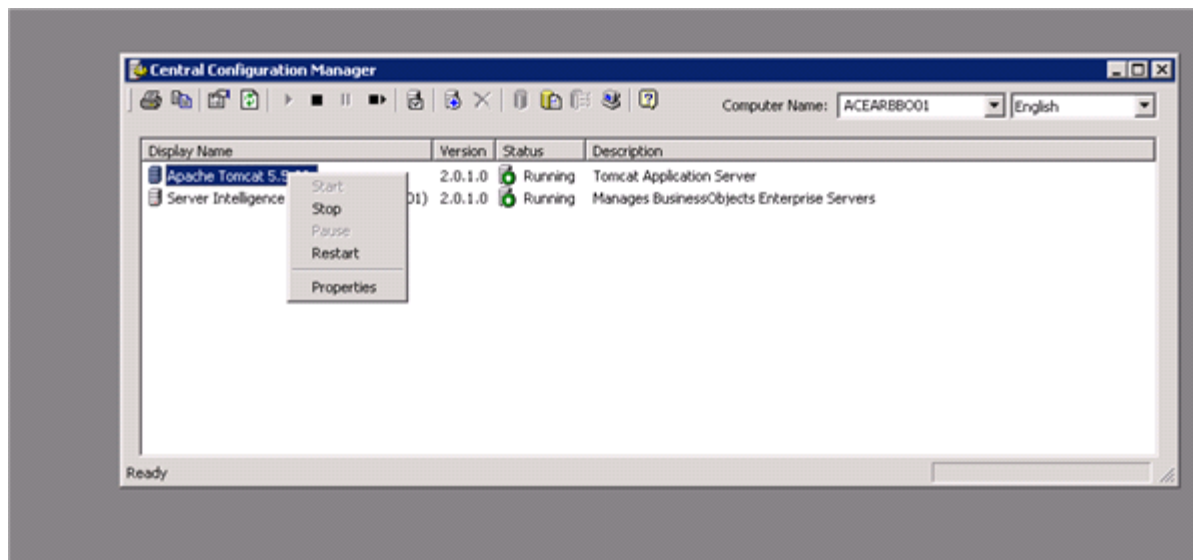 Central Configuration Manager
Computer Name: ACEARBBO01 English
Display Name Version Status Description
Apache Tomcat 5.5 2.0.1.0 Running Tomcat Application Server
Server Intelligence 01) 2.0.1.0 Running Manages BusinessObjects Enterprise Servers
Start
Stop
Pause
Restart
Properties
Ready